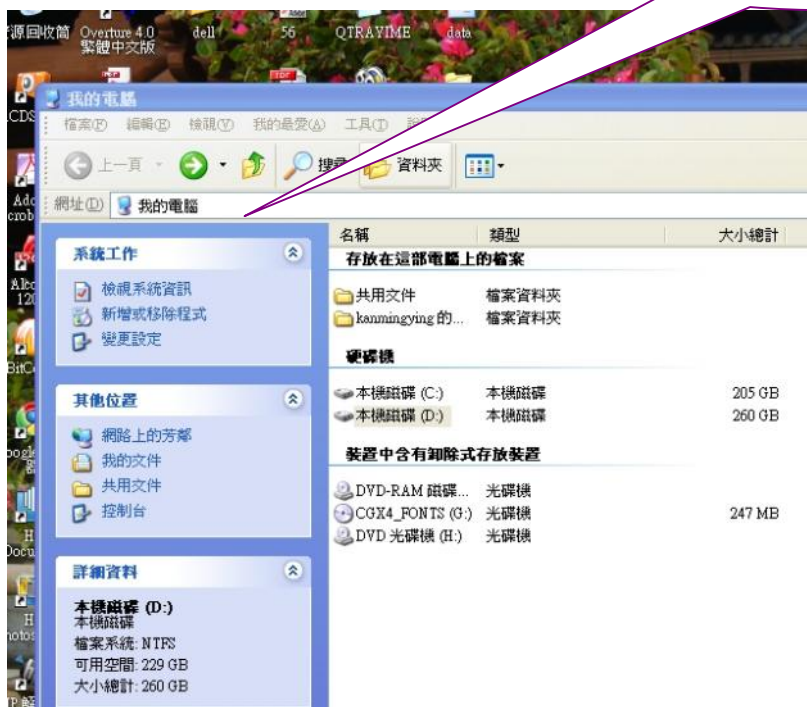 源回收筒 Overture 4.0 dell 56 QTRAYIME data
繁體中文版
我的電腦
檔案(F) 編輯(E) 檢視(V) 我的最愛(A) 工具(T)
上一頁 搜尋 資料夾
網址(D) 我的電腦
名稱 類型 大小總計
系統工作
檢視系統資訊
新增或移除程式
變更設定
存放在這部電腦上的檔案
共用文件 檔案資料夾
kanmingying 的... 檔案資料夾
硬碟機
本機磁碟 (C:) 本機磁碟 205 GB
本機磁碟 (D:) 本機磁碟 260 GB
其他位置
網路上的芳鄰
我的文件
共用文件
控制台
裝置中含有卸除式存放裝置
DVD-RAM 磁碟... 光碟機
CGX4_FONTS (G:) 光碟機 247 MB
DVD 光碟機 (H:) 光碟機
詳細資料
本機磁碟 (D:)
本機磁碟
檔案系統: NTFS
可用空間: 229 GB
大小總計: 260 GB